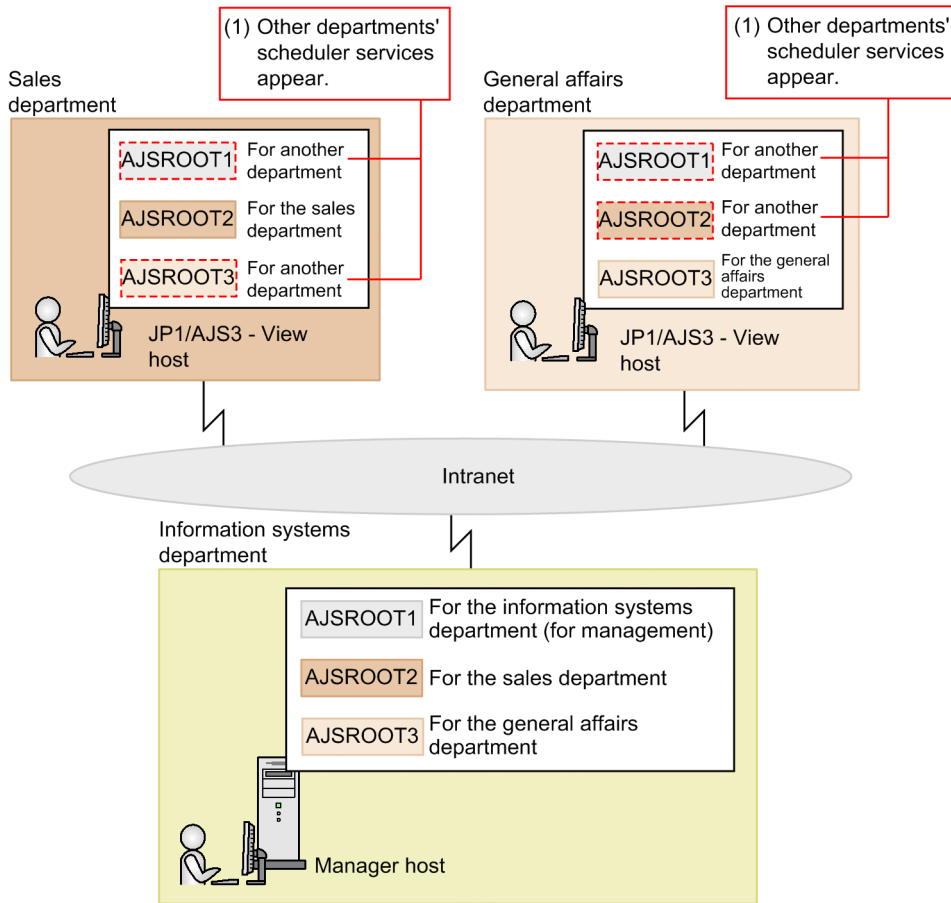 (1) Other departments'
scheduler services
appear.
(1) Other departments'
scheduler services
appear.
Sales
department
General affairs
department
AJSROOT1
For another
department
AJSROOT2
For the sales
department
AJSROOT3
For another
department
JP1/AJS3 - View
host
AJSROOT1
For another
department
AJSROOT2
For another
department
AJSROOT3
For the general
affairs
department
JP1/AJS3 - View
host
Intranet
Information systems
department
AJSROOT1
For the information systems
department (for management)
AJSROOT2
For the sales department
AJSROOT3
For the general affairs
department
Manager host